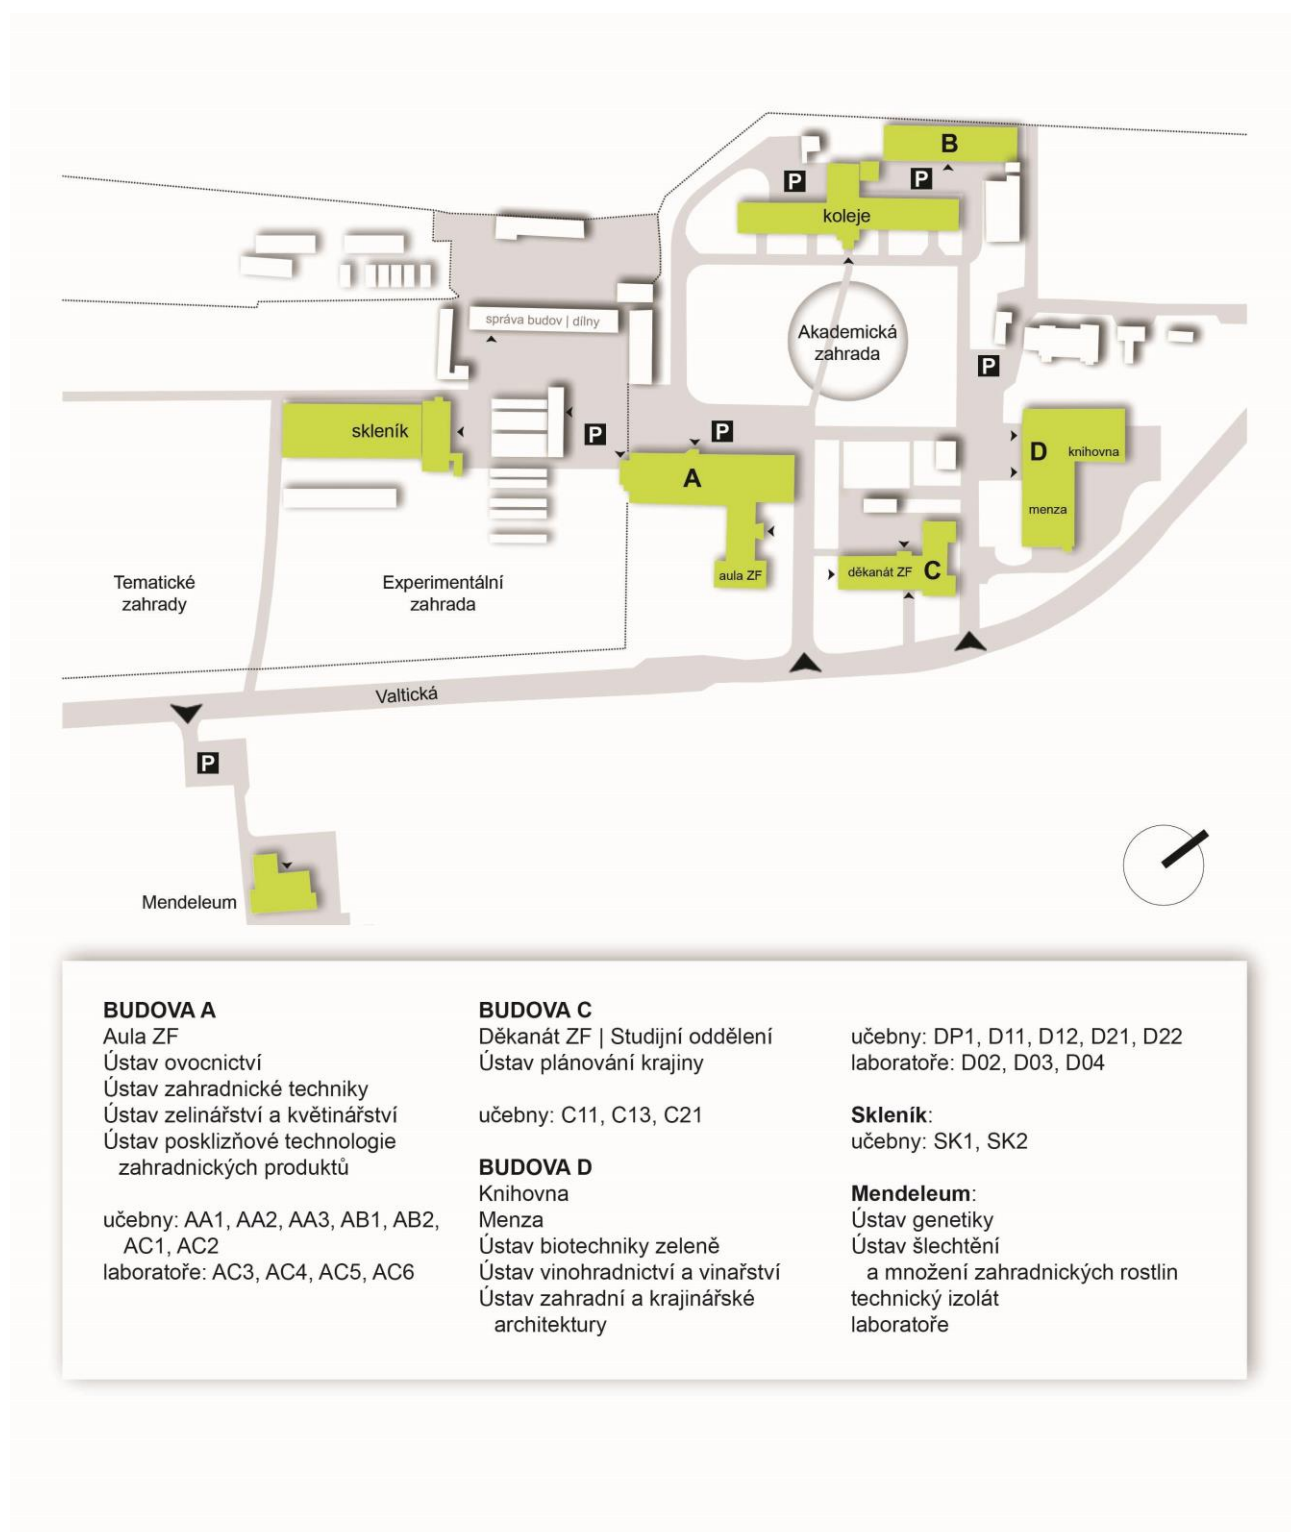 B
P
P
koleje
správa budov | dílny
Akademická
zahrada
P
skleník
P
P
A
D
knihovna
menza
aula ZF
děkanát ZF
C
Tematické
zahrady
Experimentální
zahrada
Valtická
P
Mendeleum
BUDOVA A
Aula ZF
Ústav ovocnictví
Ústav zahradnické techniky
Ústav zelinářství a květinářství
Ústav posklizňové technologie
zahradnických produktů
učebny: AA1, AA2, AA3, AB1, AB2,
AC1, AC2
laboratoře: AC3, AC4, AC5, AC6
BUDOVA C
Děkanát ZF | Studijní oddělení
Ústav plánování krajiny
učebny: C11, C13, C21
BUDOVA D
Knihovna
Menza
Ústav biotechniky zeleně
Ústav vinohradnictví a vinařství
Ústav zahradní a krajinářské
architektury
učebny: DP1, D11, D12, D21, D22
laboratoře: D02, D03, D04
Skleník:
učebny: SK1, SK2
Mendeleum:
Ústav genetiky
Ústav šlechtění
a množení zahradnických rostlin
technický izolát
laboratoře